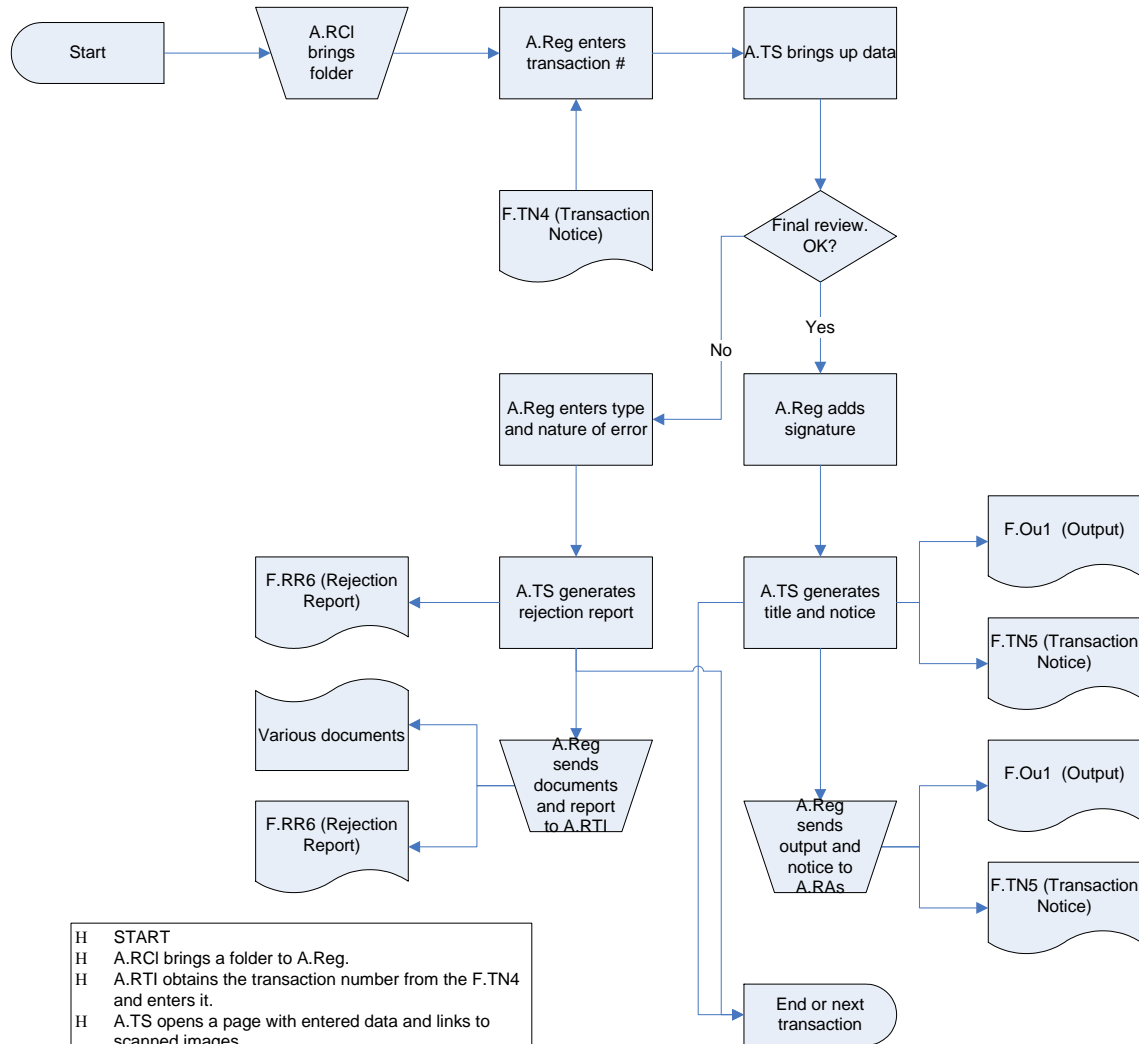 Start
A.RCI
brings
folder
A.Reg enters
transaction #
A.TS brings up data
F.TN4 (Transaction
Notice)
Final review.
OK?
Yes
No
A.Reg enters type
and nature of error
A.Reg adds
signature
F.RR6 (Rejection
Report)
A.TS generates
rejection report
A.TS generates
title and notice
F.Ou1  (Output)
F.TN5 (Transaction
Notice)
Various documents
A.Reg
sends
documents
and report
to A.RTI
F.RR6 (Rejection
Report)
A.Reg
sends
output and
notice to
A.RAs
F.Ou1  (Output)
F.TN5 (Transaction
Notice)
H START
H A.RCI brings a folder to A.Reg.
H A.RTI obtains the transaction number from the F.TN4
and enters it.
H A.TS opens a page with entered data and links to
scanned images
End or next
transaction